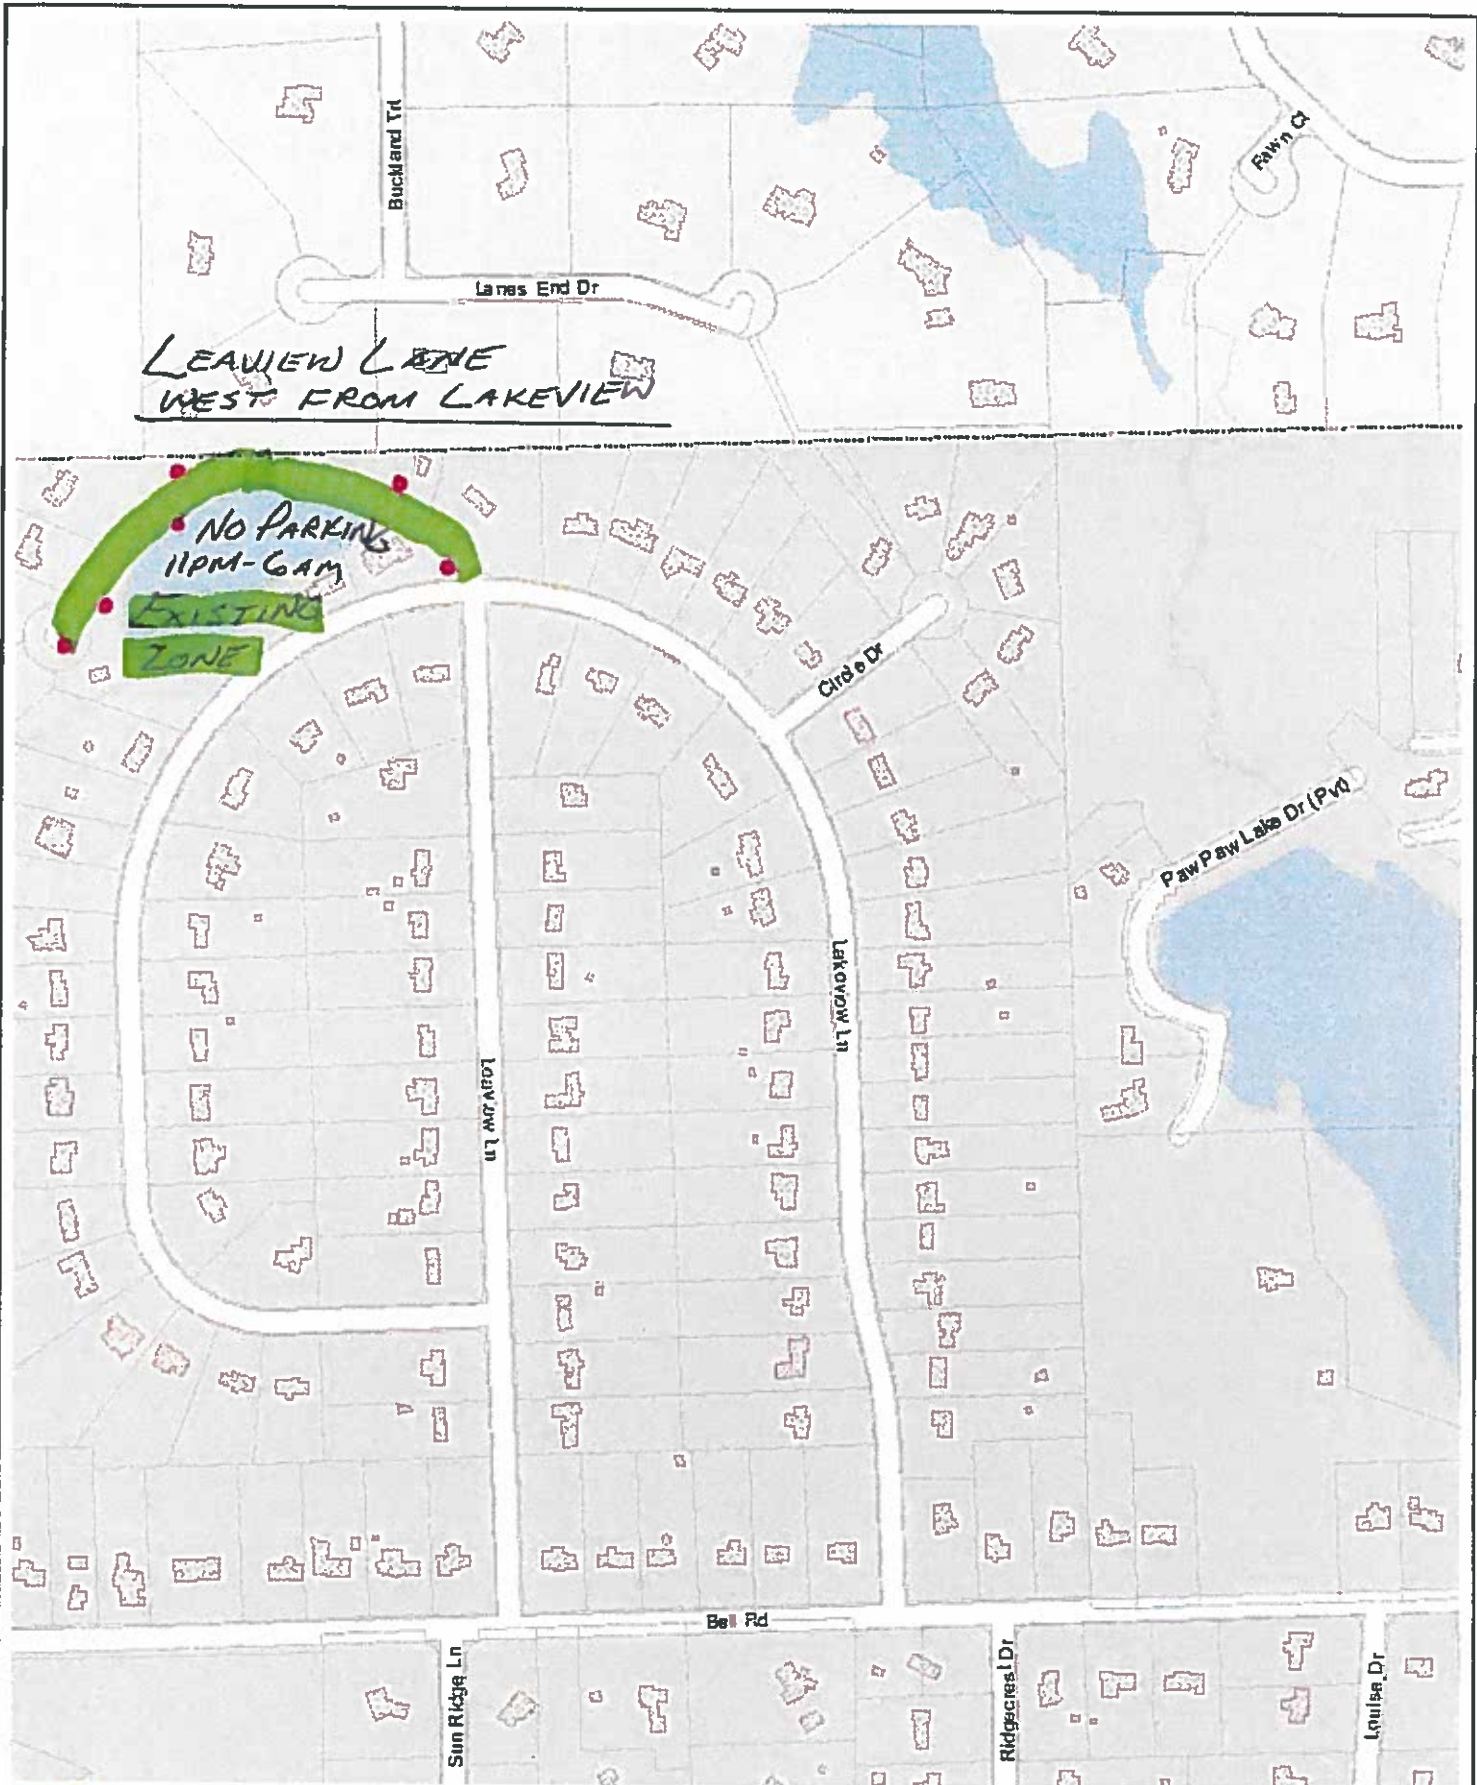 Buckland Trl
Fawn Ct
Lanes End Dr
LEAVIEW LANE
WEST FROM LAKEVIEW
NO PARKING
11PM-6AM
EXISTING
ZONE
Circle Dr
Paw Paw Lake Dr (Pvt)
Lakeview Ln
Leaview Ln
Bell Rd
Sun Ridge Ln
Ridgecrest Dr
Louise Dr